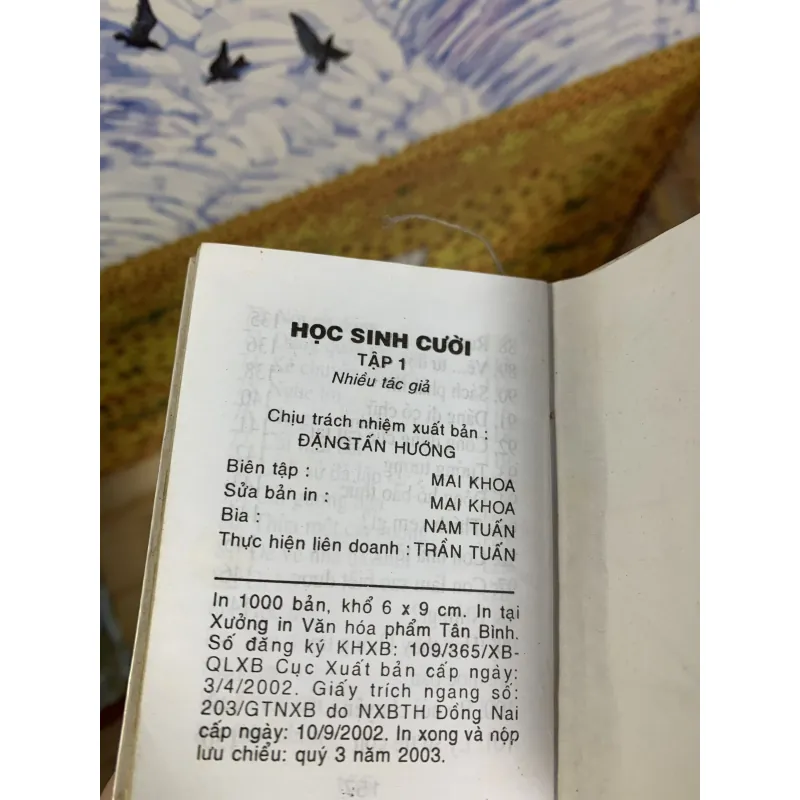 HỌC SINH CƯỜI
TẬP 1
Nhiều tác giả
Chịu trách nhiệm xuất bản :
ĐẶNGTẤN HƯỚNG
Biên tập : MAI KHOA
Sửa bản in : MAI KHOA
Bìa : NAM TUẤN
Thực hiện liên doanh : TRẦN TUẤN
In 1000 bản, khổ 6 x 9 cm. In tại
Xưởng in Văn hóa phẩm Tân Bình.
Số đăng ký KHXB: 109/365/XB-
QLXB Cục Xuất bản cấp ngày:
3/4/2002. Giấy trích ngang số:
203/GTNXB do NXBTH Đồng Nai
cấp ngày: 10/9/2002. In xong và nộp
lưu chiểu: quý 3 năm 2003.